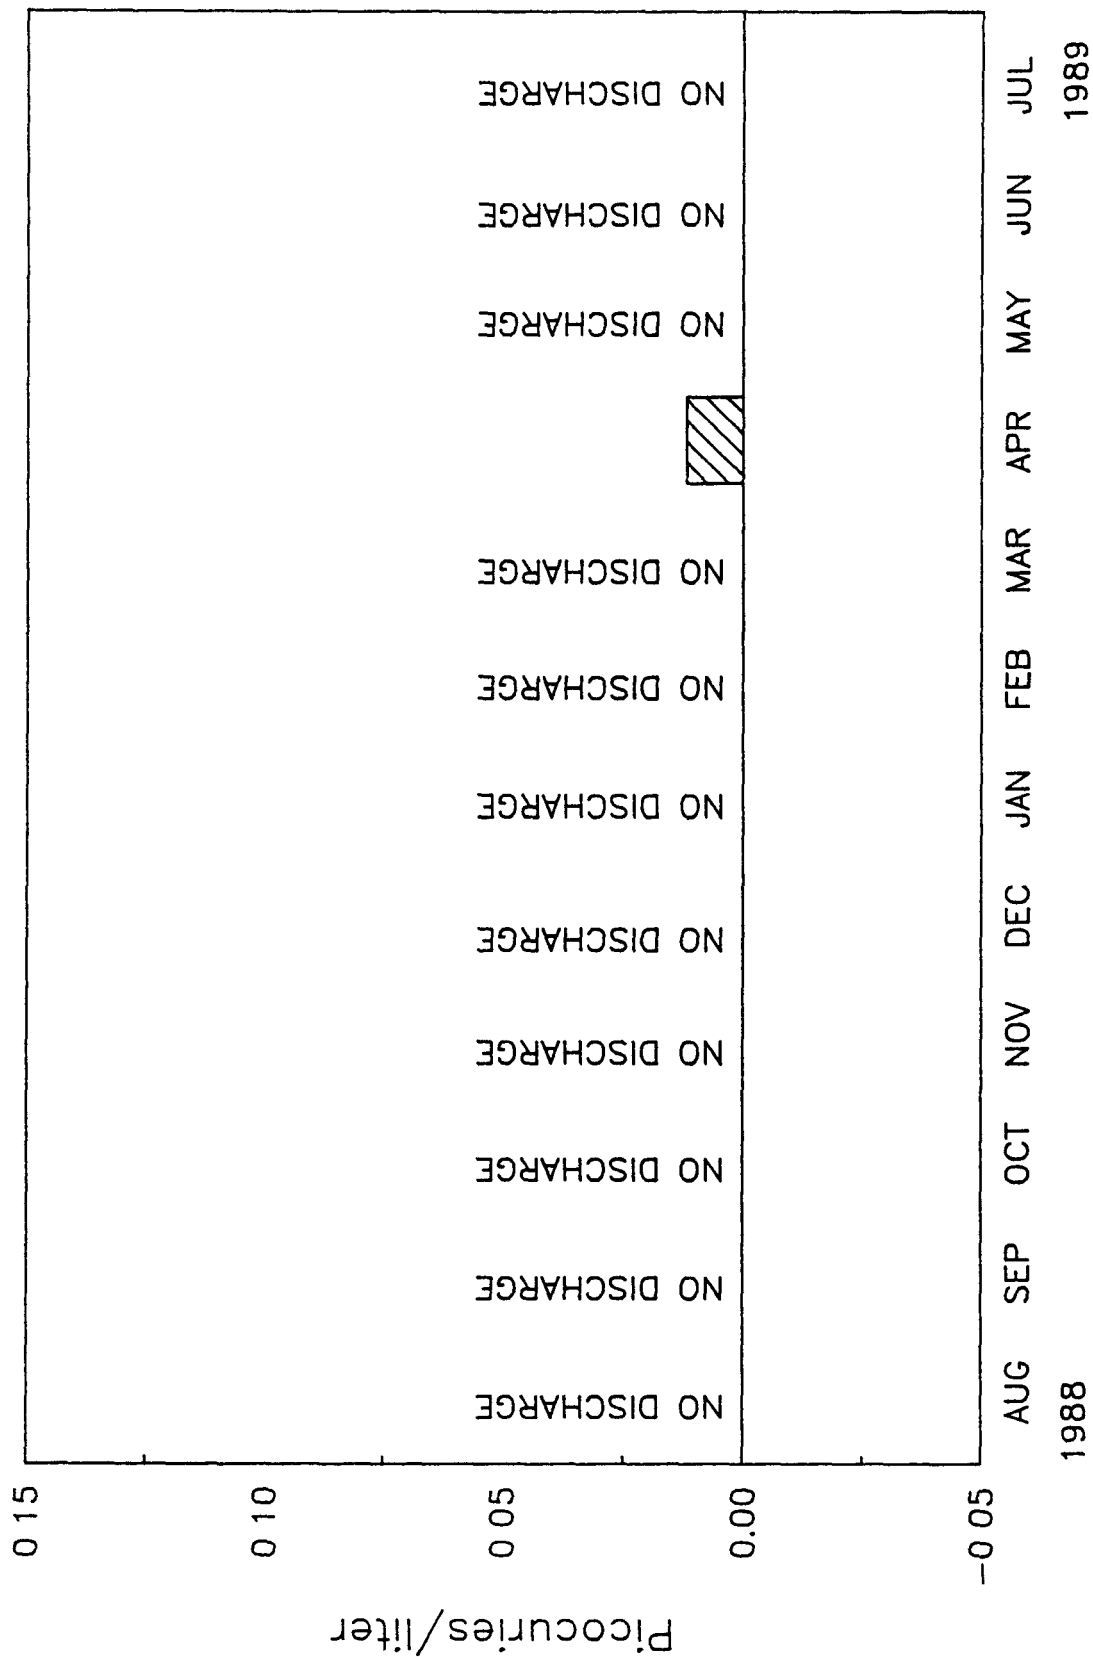 Picocuries/liter
0 15
0 10
0 05
0.00
-0 05
NO DISCHARGE
NO DISCHARGE
NO DISCHARGE
NO DISCHARGE
NO DISCHARGE
NO DISCHARGE
NO DISCHARGE
NO DISCHARGE
NO DISCHARGE
NO DISCHARGE
NO DISCHARGE
AUG SEP OCT NOV DEC JAN FEB MAR APR MAY JUN JUL
1988 1989